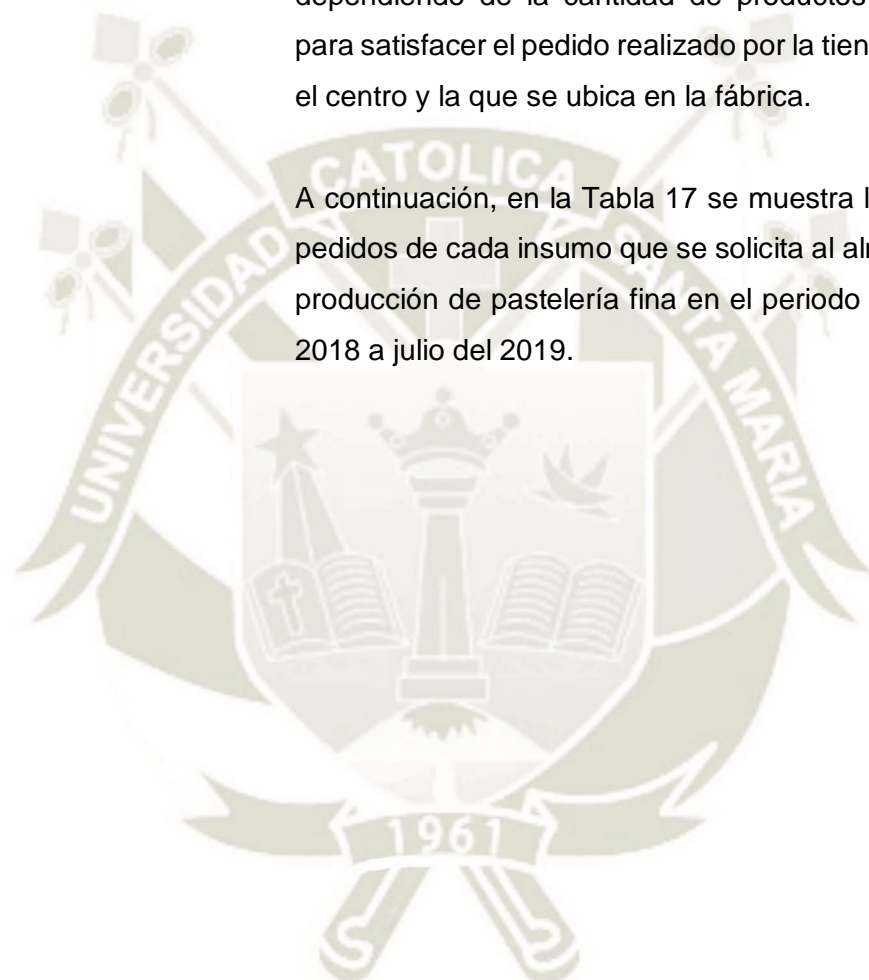 dependiendo de la cantidad de productos
para satisfacer el pedido realizado por la tien
el centro y la que se ubica en la fábrica.
A continuación, en la Tabla 17 se muestra l
pedidos de cada insumo que se solicita al alm
producción de pastelería fina en el periodo
2018 a julio del 2019.
UNIVERSIDAD CATOLICA SANTA MARIA
1961